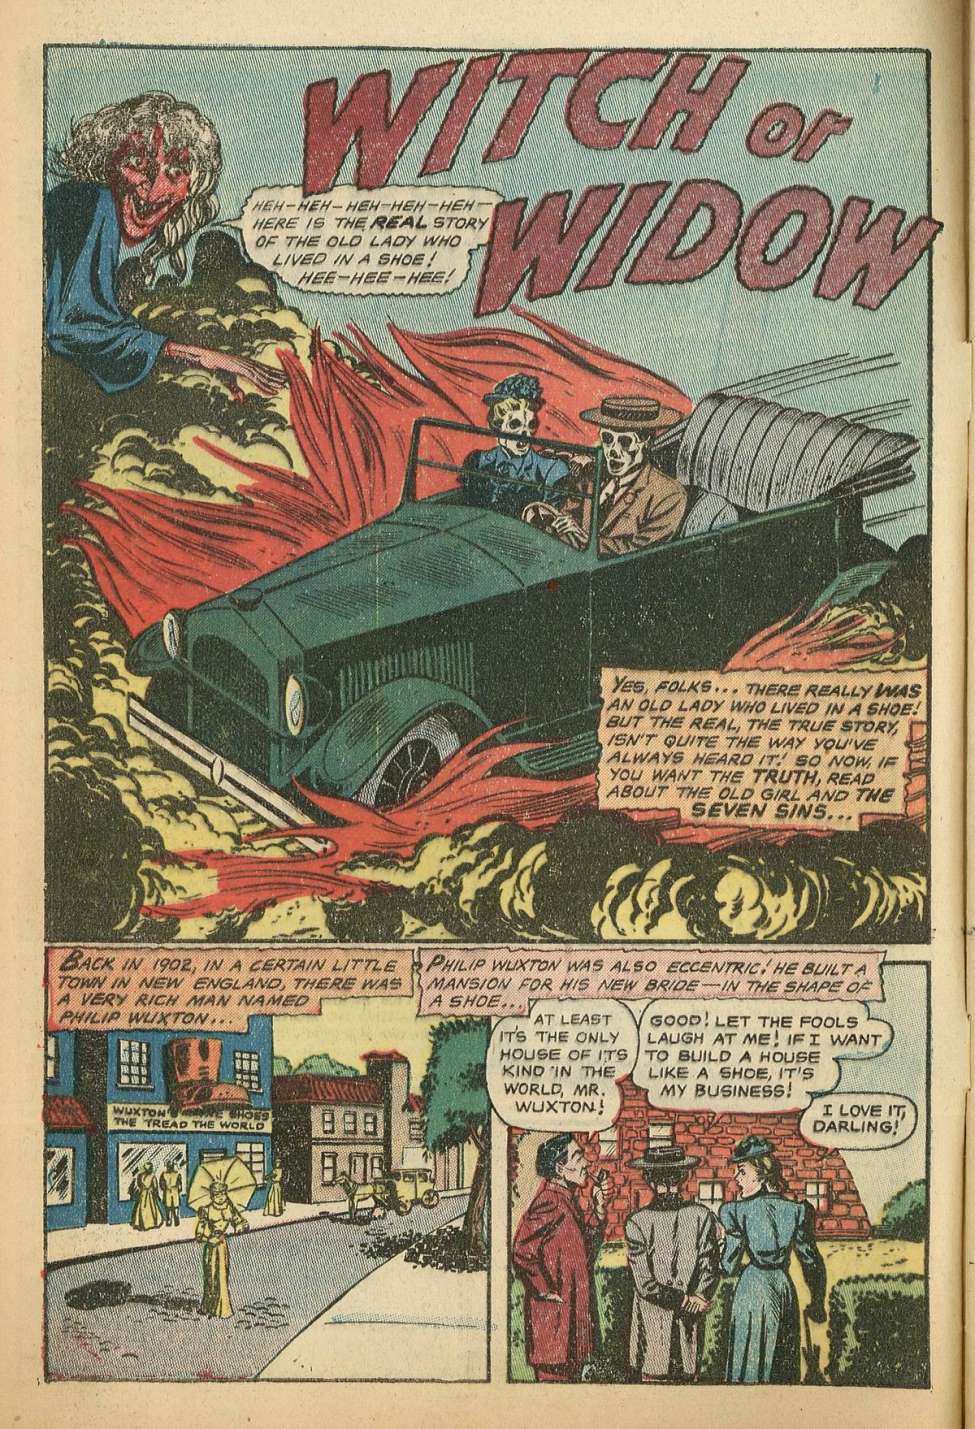 WITCH or
WIDOW
HEH-HEH-HEH-HEH-HEH-
HERE IS THE REAL STORY
OF THE OLD LADY WHO
LIVED IN A SHOE!
HEE-HEE-HEE!
YES, FOLKS... THERE REALLY WAS
AN OLD LADY WHO LIVED IN A SHOE!
BUT THE REAL, THE TRUE STORY,
ISN'T QUITE THE WAY YOU'VE
ALWAYS HEARD IT! SO NOW, IF
YOU WANT THE TRUTH, READ
ABOUT THE OLD GIRL AND THE
SEVEN SINS...
BACK IN 1902, IN A CERTAIN LITTLE
TOWN IN NEW ENGLAND, THERE WAS
A VERY RICH MAN NAMED
PHILIP WUXTON...
WUXTON'S SHOES
THE TREAD THE WORLD
PHILIP WUXTON WAS ALSO ECCENTRIC! HE BUILT A
MANSION FOR HIS NEW BRIDE—IN THE SHAPE OF
A SHOE...
AT LEAST
IT'S THE ONLY
HOUSE OF ITS
KIND IN THE
WORLD, MR.
WUXTON!
GOOD! LET THE FOOLS
LAUGH AT ME! IF I WANT
TO BUILD A HOUSE
LIKE A SHOE, IT'S
MY BUSINESS!
I LOVE IT,
DARLING!